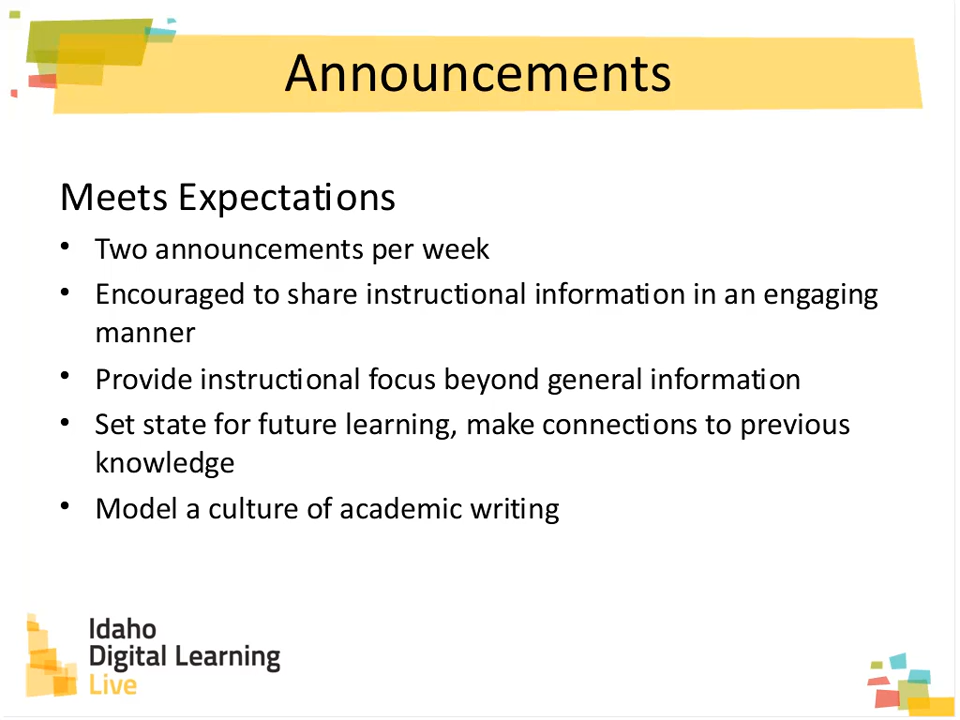 Announcements
Meets Expectations
• Two announcements per week
• Encouraged to share instructional information in an engaging
manner
• Provide instructional focus beyond general information
• Set state for future learning, make connections to previous
knowledge
• Model a culture of academic writing
Idaho
Digital Learning
Live